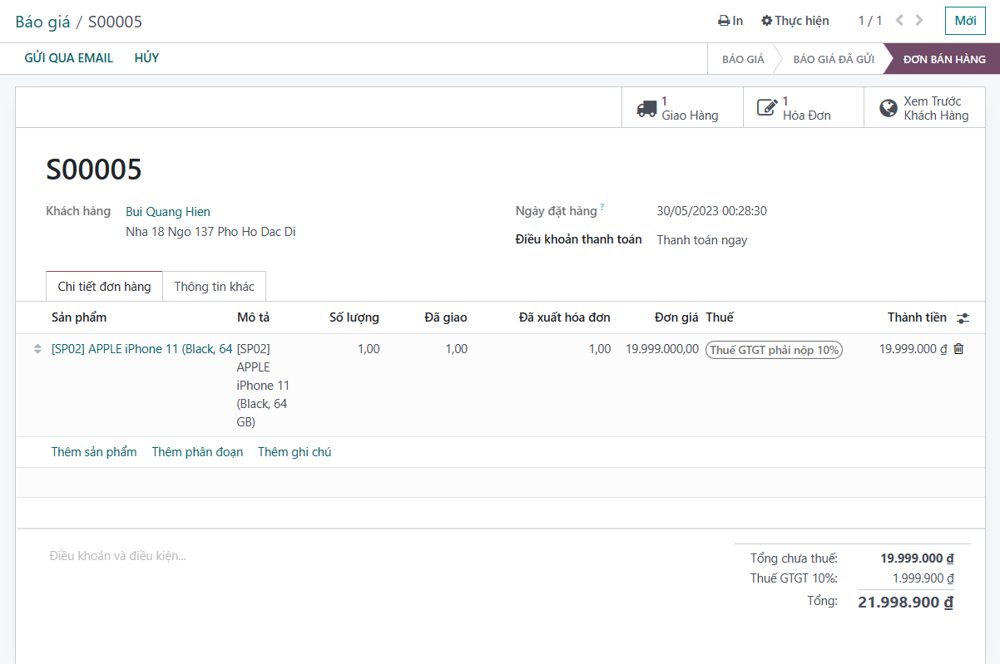 Báo giá / S00005
In
Thực hiện
1 / 1
Mới
GỬI QUA EMAIL
HỦY
BÁO GIÁ
BÁO GIÁ ĐÃ GỬI
ĐƠN BÁN HÀNG
1
Giao Hàng
1
Hóa Đơn
Xem Trước
Khách Hàng
S00005
Khách hàng
Bui Quang Hien
Nha 18 Ngo 137 Pho Ho Dac Di
Ngày đặt hàng ?
30/05/2023 00:28:30
Điều khoản thanh toán
Thanh toán ngay
Chi tiết đơn hàng
Thông tin khác
Sản phẩm Mô tả Số lượng Đã giao Đã xuất hóa đơn Đơn giá Thuế Thành tiền
[SP02] APPLE iPhone 11 (Black, 64 [SP02] 1,00 1,00 1,00 19.999.000,00 Thuế GTGT phải nộp 10% 19.999.000 ₫
APPLE
iPhone 11
(Black, 64
GB)
Thêm sản phẩm Thêm phân đoạn Thêm ghi chú
Điều khoản và điều kiện...
Tổng chưa thuế: 19.999.000 ₫
Thuế GTGT 10%: 1.999.900 ₫
Tổng: 21.998.900 ₫